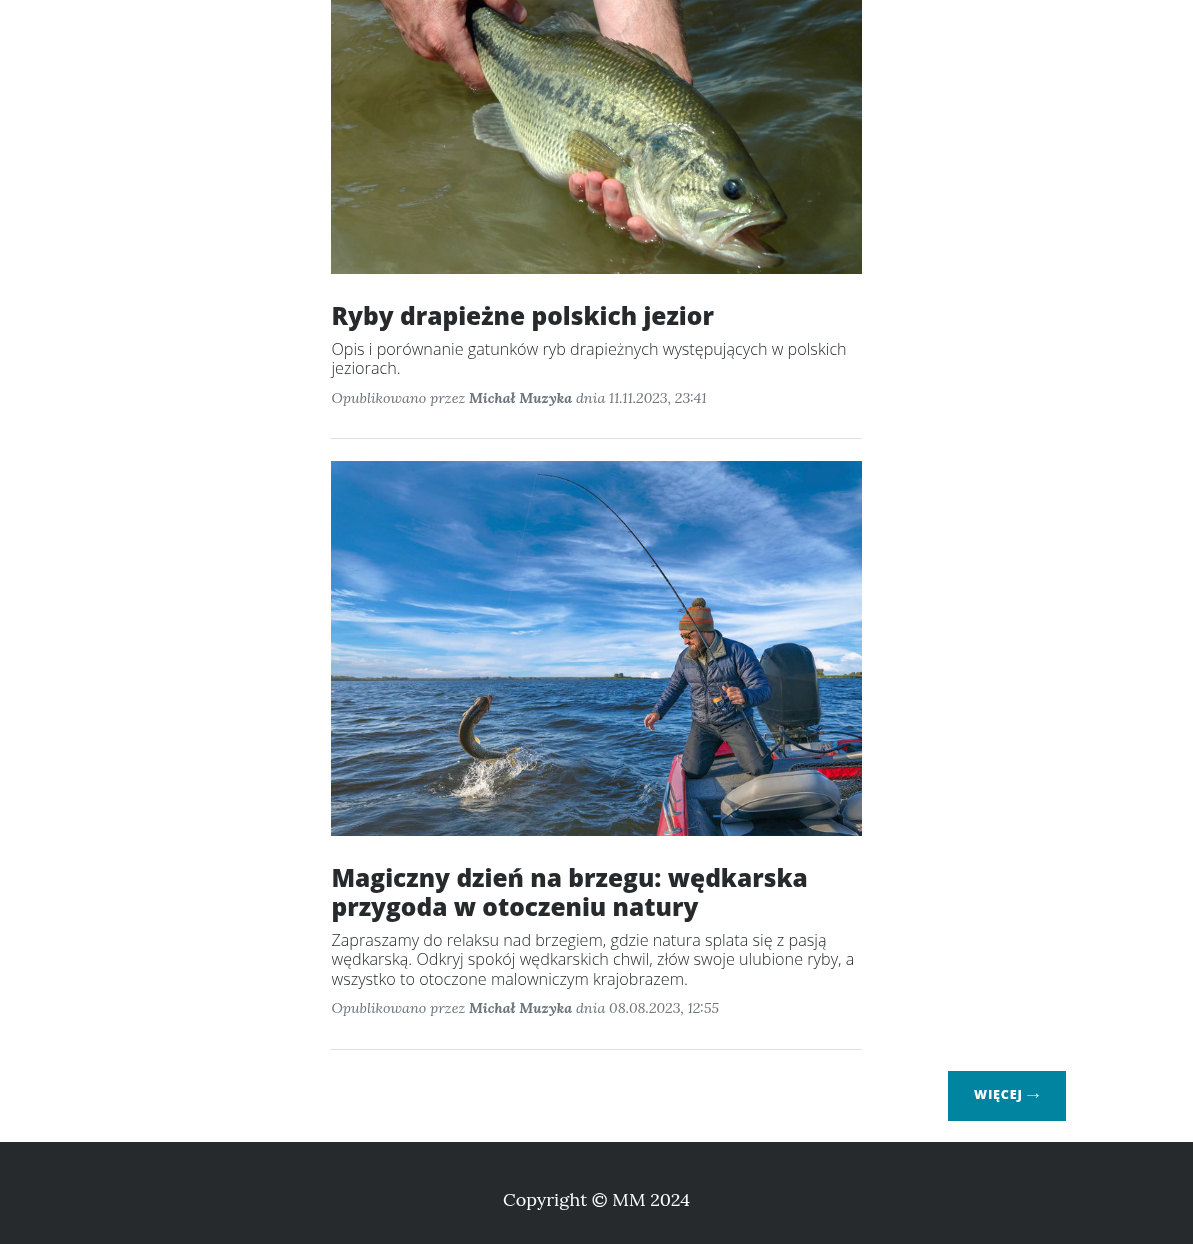 Ryby drapieżne polskich jezior
Opis i porównanie gatunków ryb drapieżnych występujących w polskich
jeziorach.
Opublikowano przez Michał Muzyka dnia 11.11.2023, 23:41
Magiczny dzień na brzegu: wędkarska
przygoda w otoczeniu natury
Zapraszamy do relaksu nad brzegiem, gdzie natura splata się z pasją
wędkarską. Odkryj spokój wędkarskich chwil, złów swoje ulubione ryby, a
wszystko to otoczone malowniczym krajobrazem.
Opublikowano przez Michał Muzyka dnia 08.08.2023, 12:55
WIĘCEJ →
Copyright © MM 2024